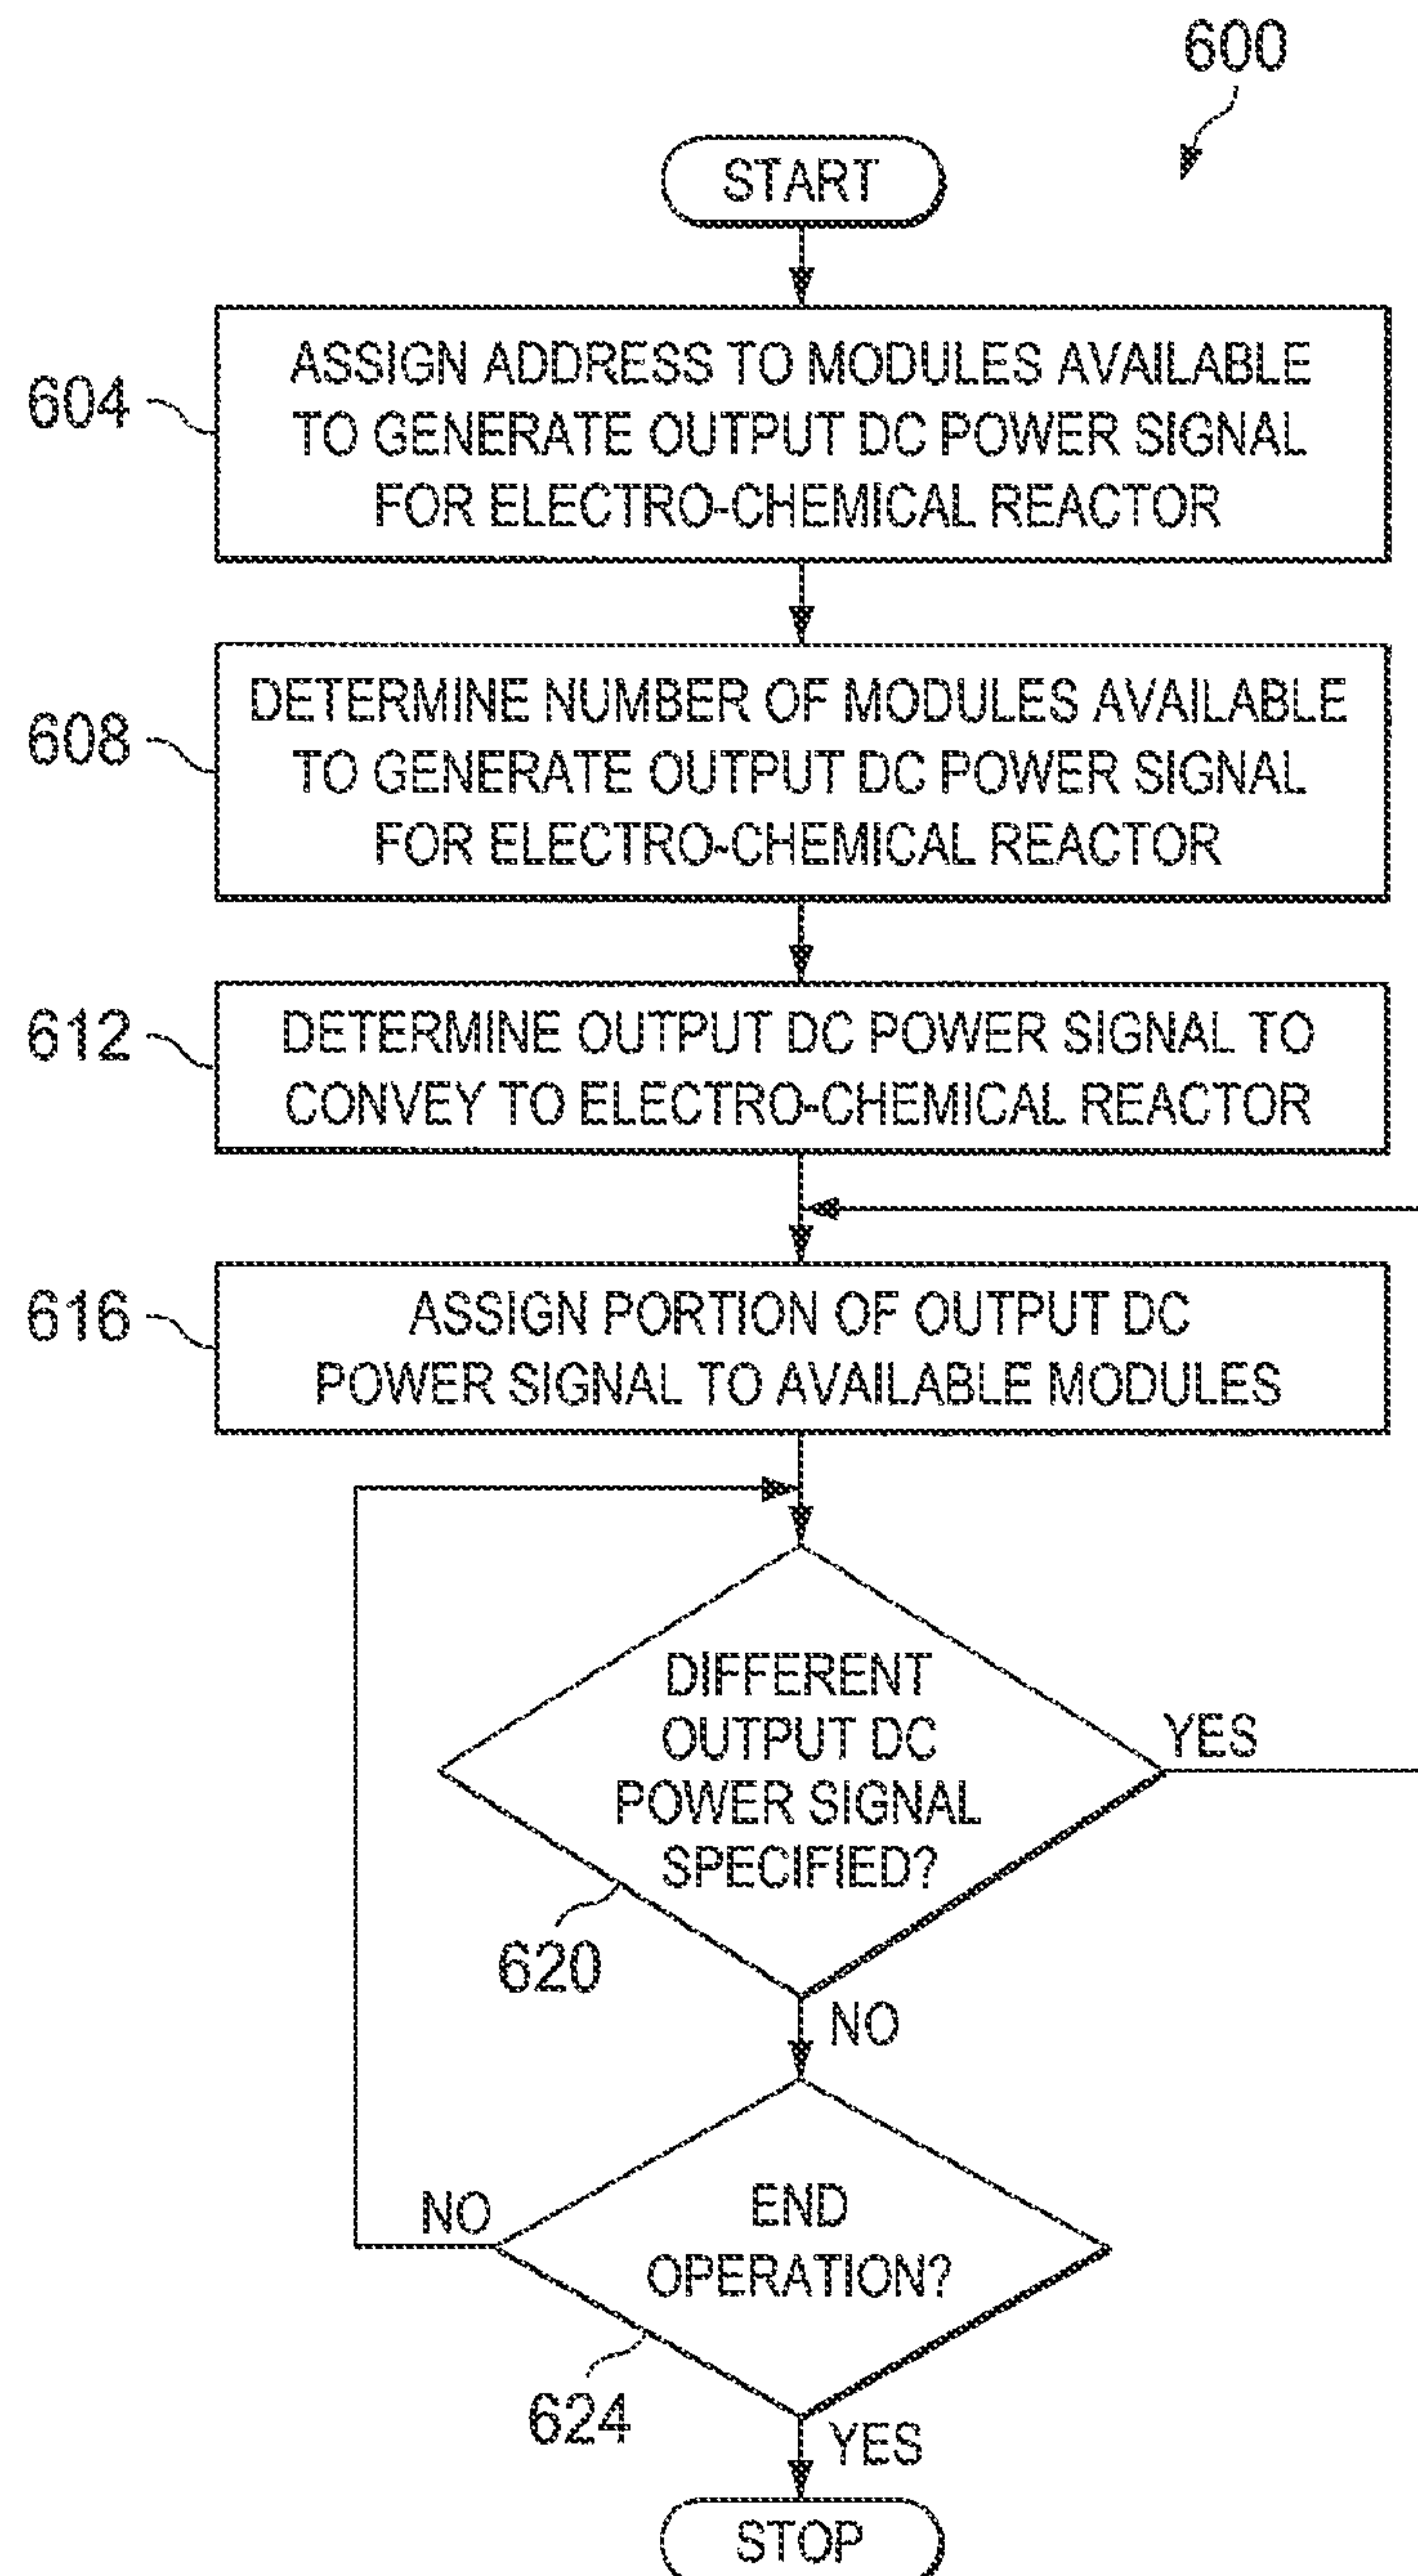 600
START
604
ASSIGN ADDRESS TO MODULES AVAILABLE
TO GENERATE OUTPUT DC POWER SIGNAL
FOR ELECTRO-CHEMICAL REACTOR
608
DETERMINE NUMBER OF MODULES AVAILABLE
TO GENERATE OUTPUT DC POWER SIGNAL
FOR ELECTRO-CHEMICAL REACTOR
612
DETERMINE OUTPUT DC POWER SIGNAL TO
CONVEY TO ELECTRO-CHEMICAL REACTOR
616
ASSIGN PORTION OF OUTPUT DC
POWER SIGNAL TO AVAILABLE MODULES
DIFFERENT
OUTPUT DC
POWER SIGNAL
SPECIFIED?
YES
620
NO
END
OPERATION?
NO
624
YES
STOP